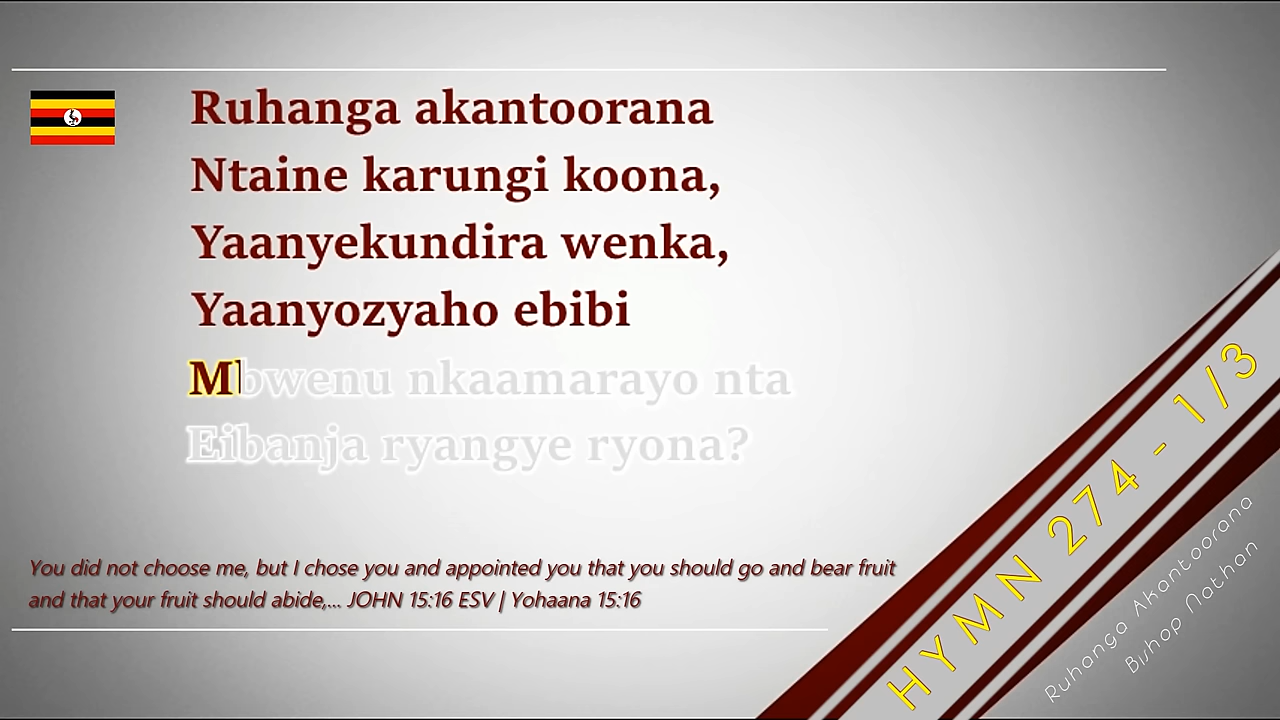 Ruhanga akantoorana
Ntaine karungi koona,
Yaanyekundira wenka,
Yaanyozyaho ebibi
Mbwenu nkaamarayo nta
Eibanja ryangye ryona?
You did not choose me, but I chose you and appointed you that you should go and bear fruit
and that your fruit should abide,... JOHN 15:16 ESV | Yohaana 15:16
HYMN 274 - 1/3
Ruhanga Akantoorana
Bishop Nathan